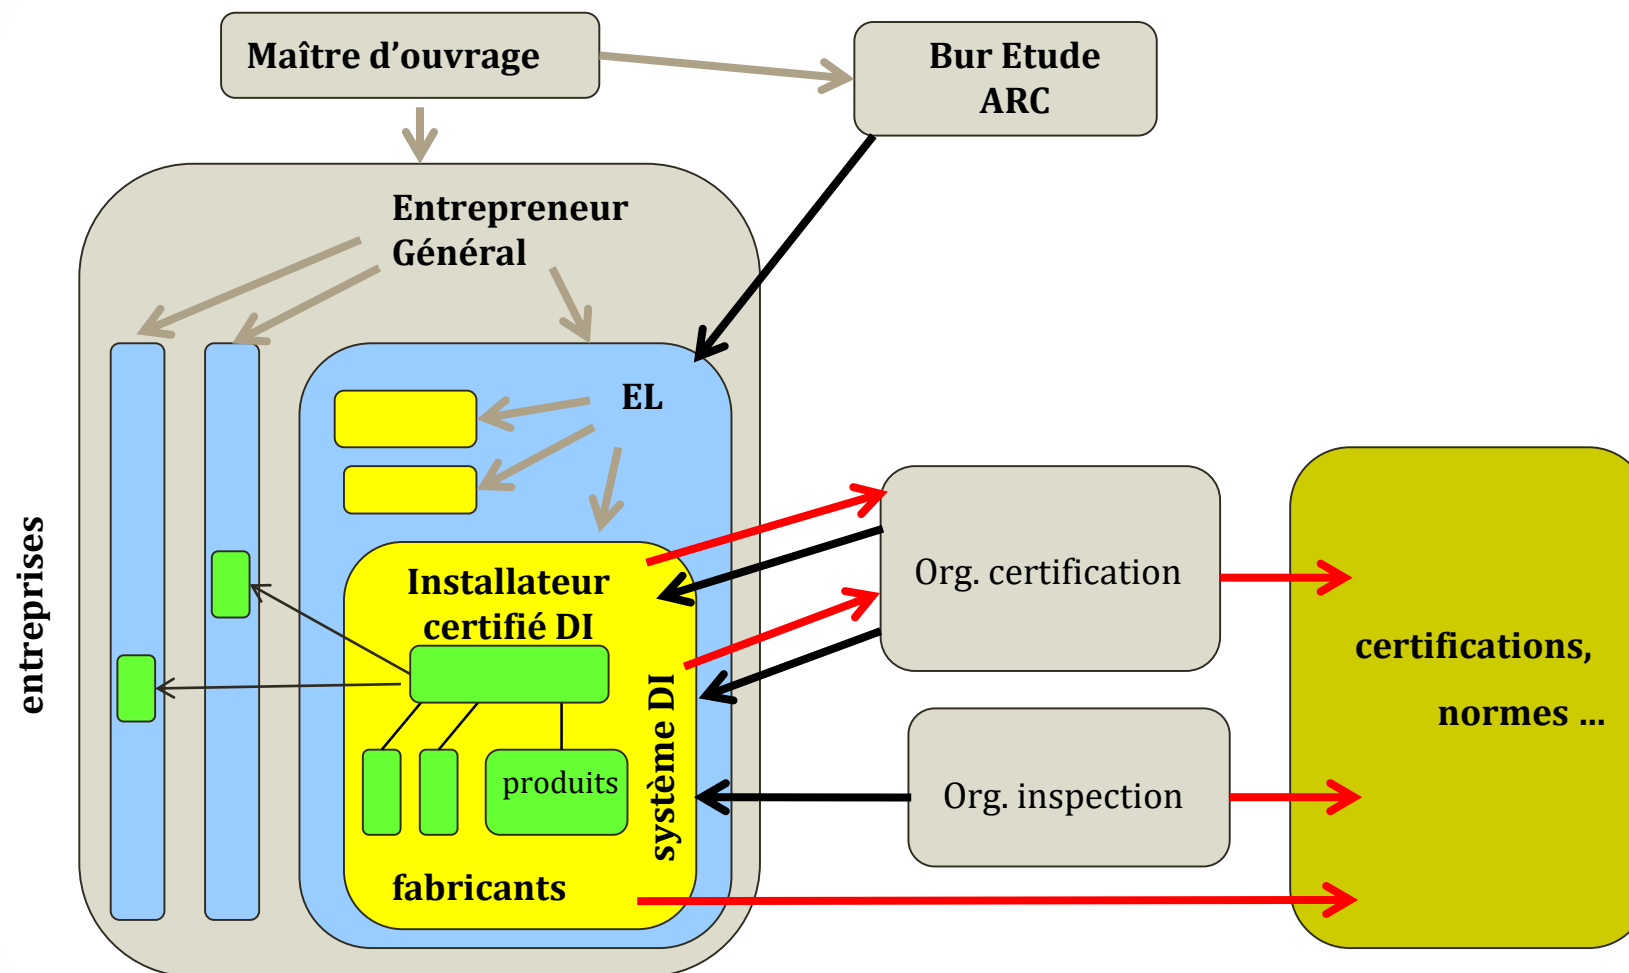 Maître d’ouvrage
Bur Etude
ARC
Entrepreneur
Général
EL
entreprises
Installateur
certifié DI
système DI
produits
fabricants
Org. certification
Org. inspection
certifications,
normes ...